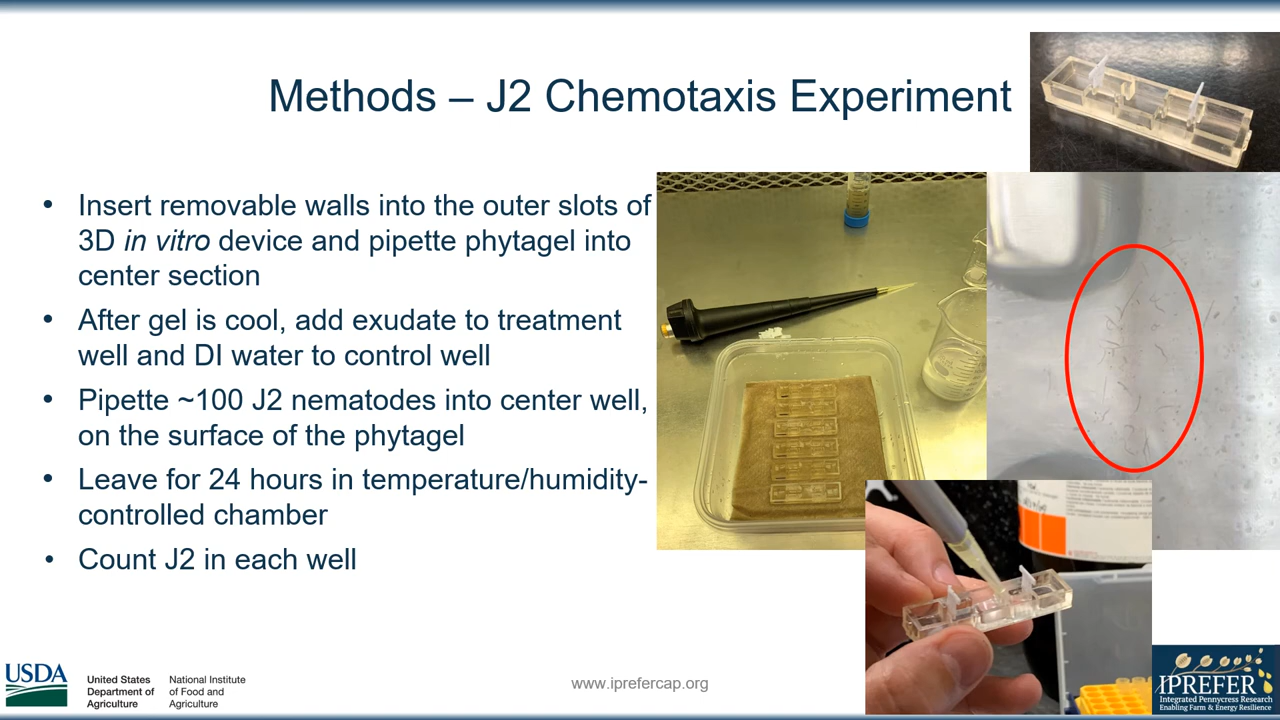 Methods – J2 Chemotaxis Experiment
• Insert removable walls into the outer slots of
3D in vitro device and pipette phytagel into
center section
• After gel is cool, add exudate to treatment
well and DI water to control well
• Pipette ~100 J2 nematodes into center well,
on the surface of the phytagel
• Leave for 24 hours in temperature/humidity-
controlled chamber
• Count J2 in each well
USDA
United States
Department of
Agriculture
National Institute
of Food and
Agriculture
www.iprefercap.org
IPREFER
Integrated Pennycress Research
Enabling Farm & Energy Resilience